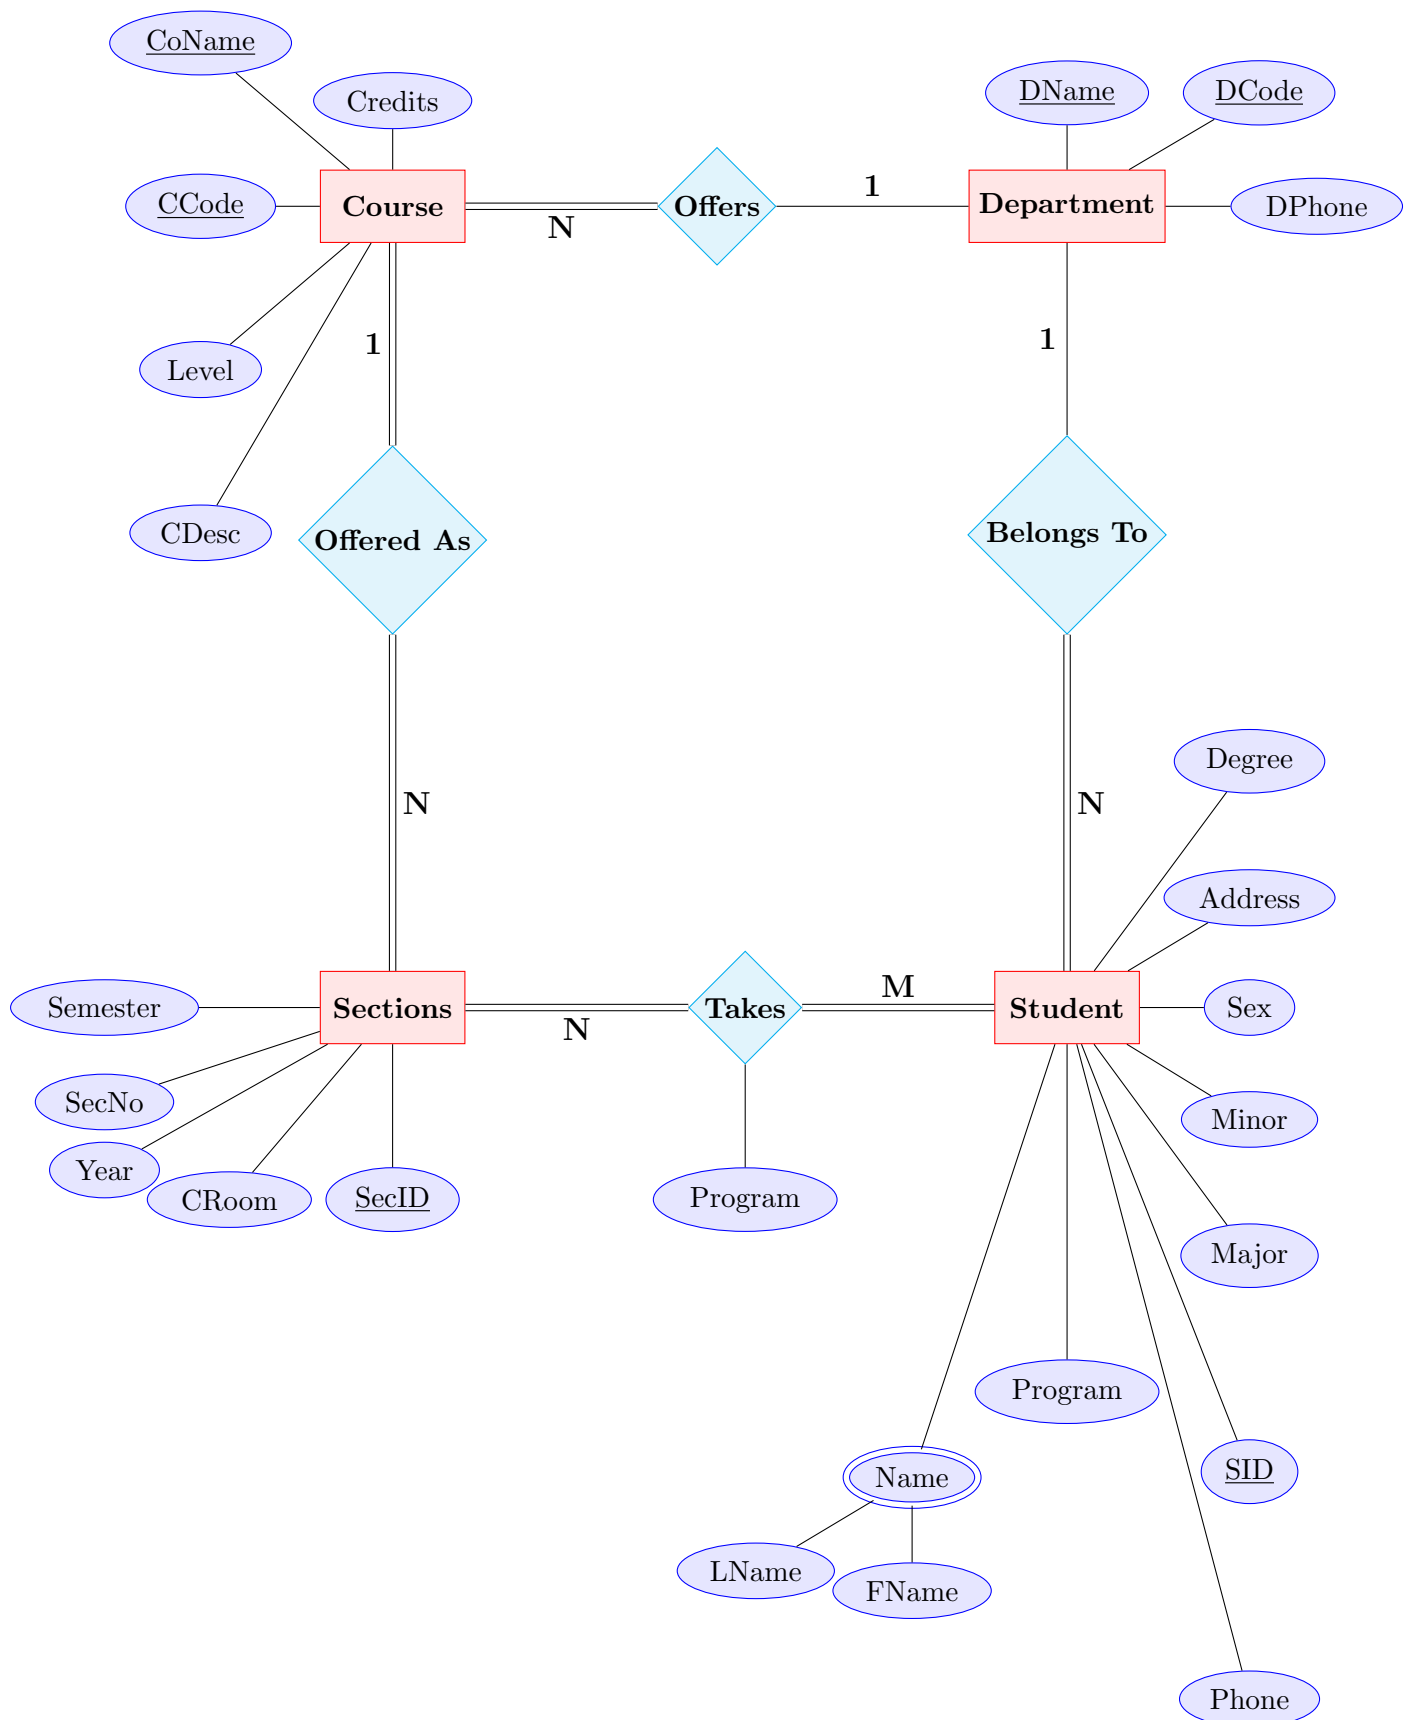 CoName
DName
DCode
Credits
CCode
Course
Offers
Department
DPhone
1
N
1
1
Level
CDesc
Offered As
Belongs To
Degree
N
N
Address
Semester
Sections
Takes
Student
Sex
M
N
SecNo
Minor
Year
CRoom
SecID
Program
Major
Program
Name
SID
LName
FName
Phone